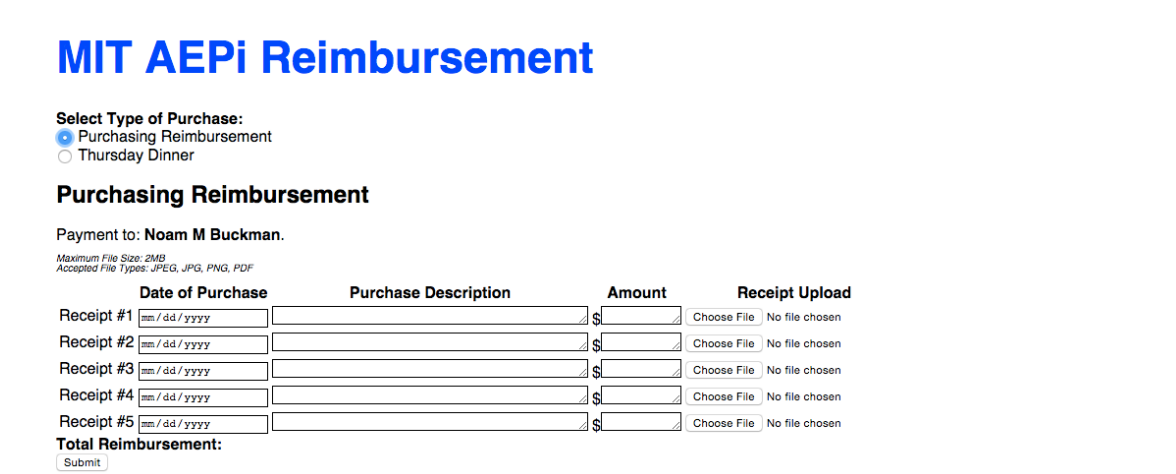 MIT AEPi Reimbursement
Select Type of Purchase:
Purchasing Reimbursement
Thursday Dinner
Purchasing Reimbursement
Payment to: Noam M Buckman.
Maximum File Size: 2MB
Accepted File Types: JPEG, JPG, PNG, PDF
Date of Purchase Purchase Description Amount Receipt Upload
Receipt #1 mm/dd/yyyy $ Choose File No file chosen
Receipt #2 mm/dd/yyyy $ Choose File No file chosen
Receipt #3 mm/dd/yyyy $ Choose File No file chosen
Receipt #4 mm/dd/yyyy $ Choose File No file chosen
Receipt #5 mm/dd/yyyy $ Choose File No file chosen
Total Reimbursement:
Submit